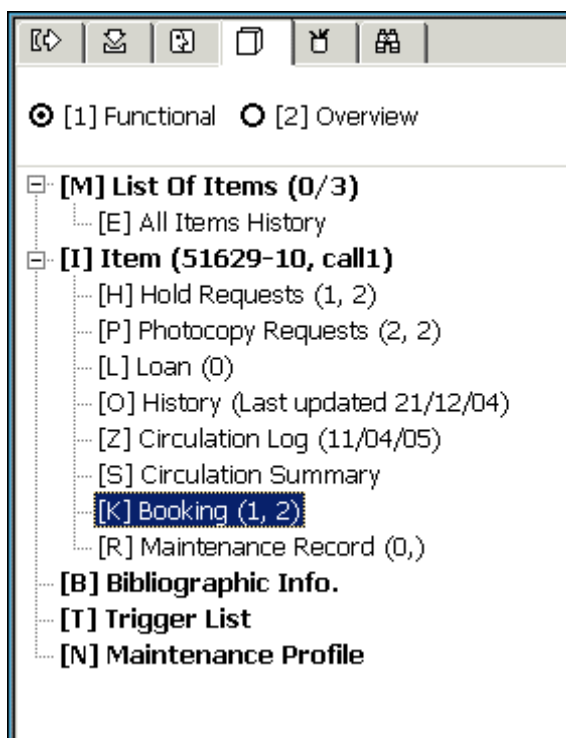 [1] Functional [2] Overview
[M] List Of Items (0/3)
[E] All Items History
[I] Item (51629-10, call1)
[H] Hold Requests (1, 2)
[P] Photocopy Requests (2, 2)
[L] Loan (0)
[O] History (Last updated 21/12/04)
[Z] Circulation Log (11/04/05)
[S] Circulation Summary
[K] Booking (1, 2)
[R] Maintenance Record (0,)
[B] Bibliographic Info.
[T] Trigger List
[N] Maintenance Profile